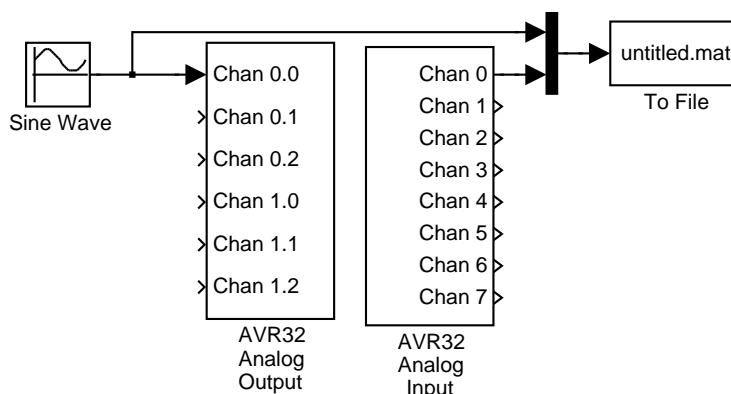 Sine Wave
Chan 0.0
Chan 0.1
Chan 0.2
Chan 1.0
Chan 1.1
Chan 1.2
AVR32
Analog
Output
Chan 0
Chan 1
Chan 2
Chan 3
Chan 4
Chan 5
Chan 6
Chan 7
AVR32
Analog
Input
untitled.mat
To File